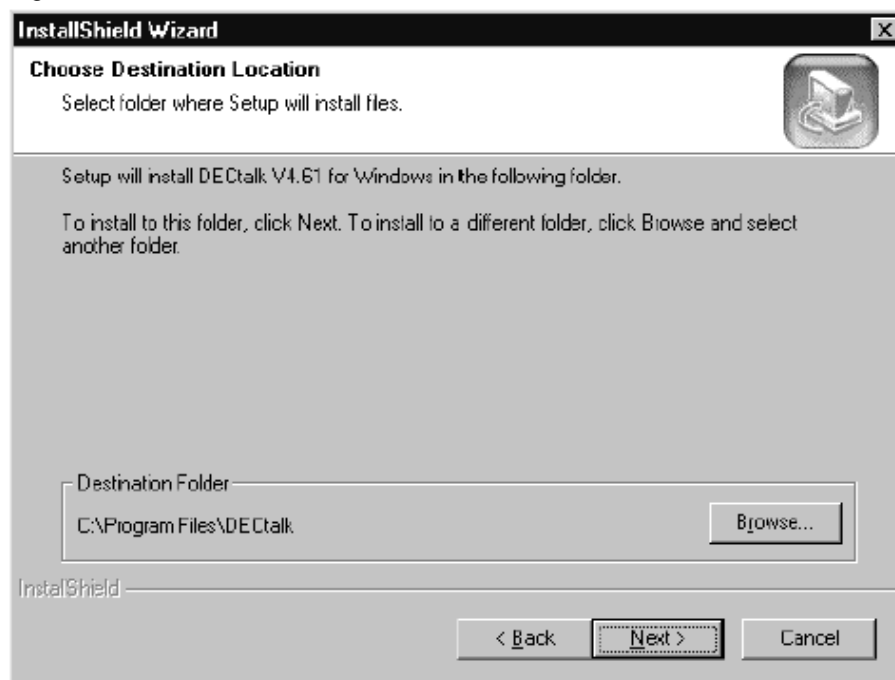 InstallShield Wizard
Choose Destination Location
Select folder where Setup will install files.
Setup will install DECtalk V4.61 for Windows in the following folder.
To install to this folder, click Next. To install to a different folder, click Browse and select
another folder.
Destination Folder
C:\Program Files\DECtalk
Browse...
InstallShield
< Back
Next >
Cancel